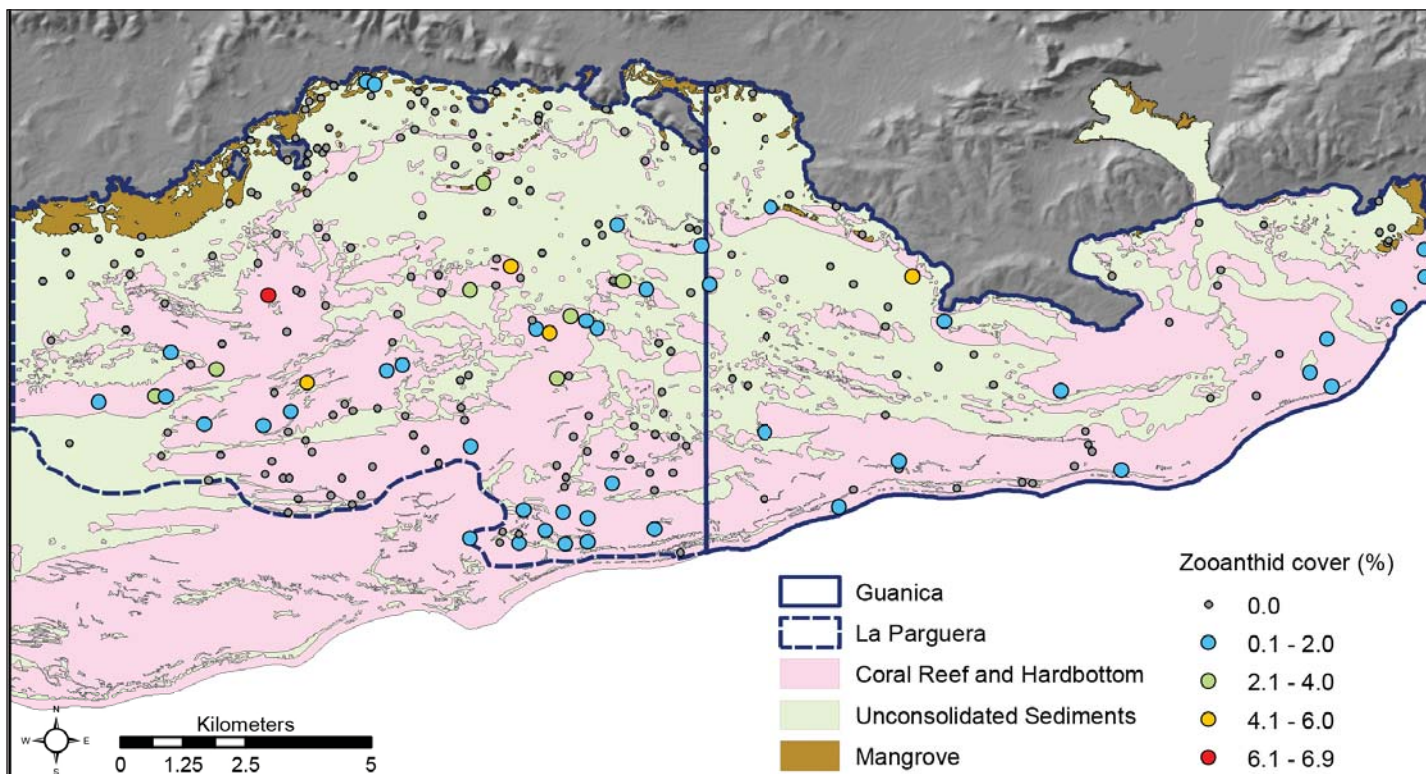 Guanica
La Parguera
Coral Reef and Hardbottom
Unconsolidated Sediments
Mangrove
Zooanthid cover (%)
0.0
0.1 - 2.0
2.1 - 4.0
4.1 - 6.0
6.1 - 6.9
N
W E
S
Kilometers
0 1.25 2.5 5